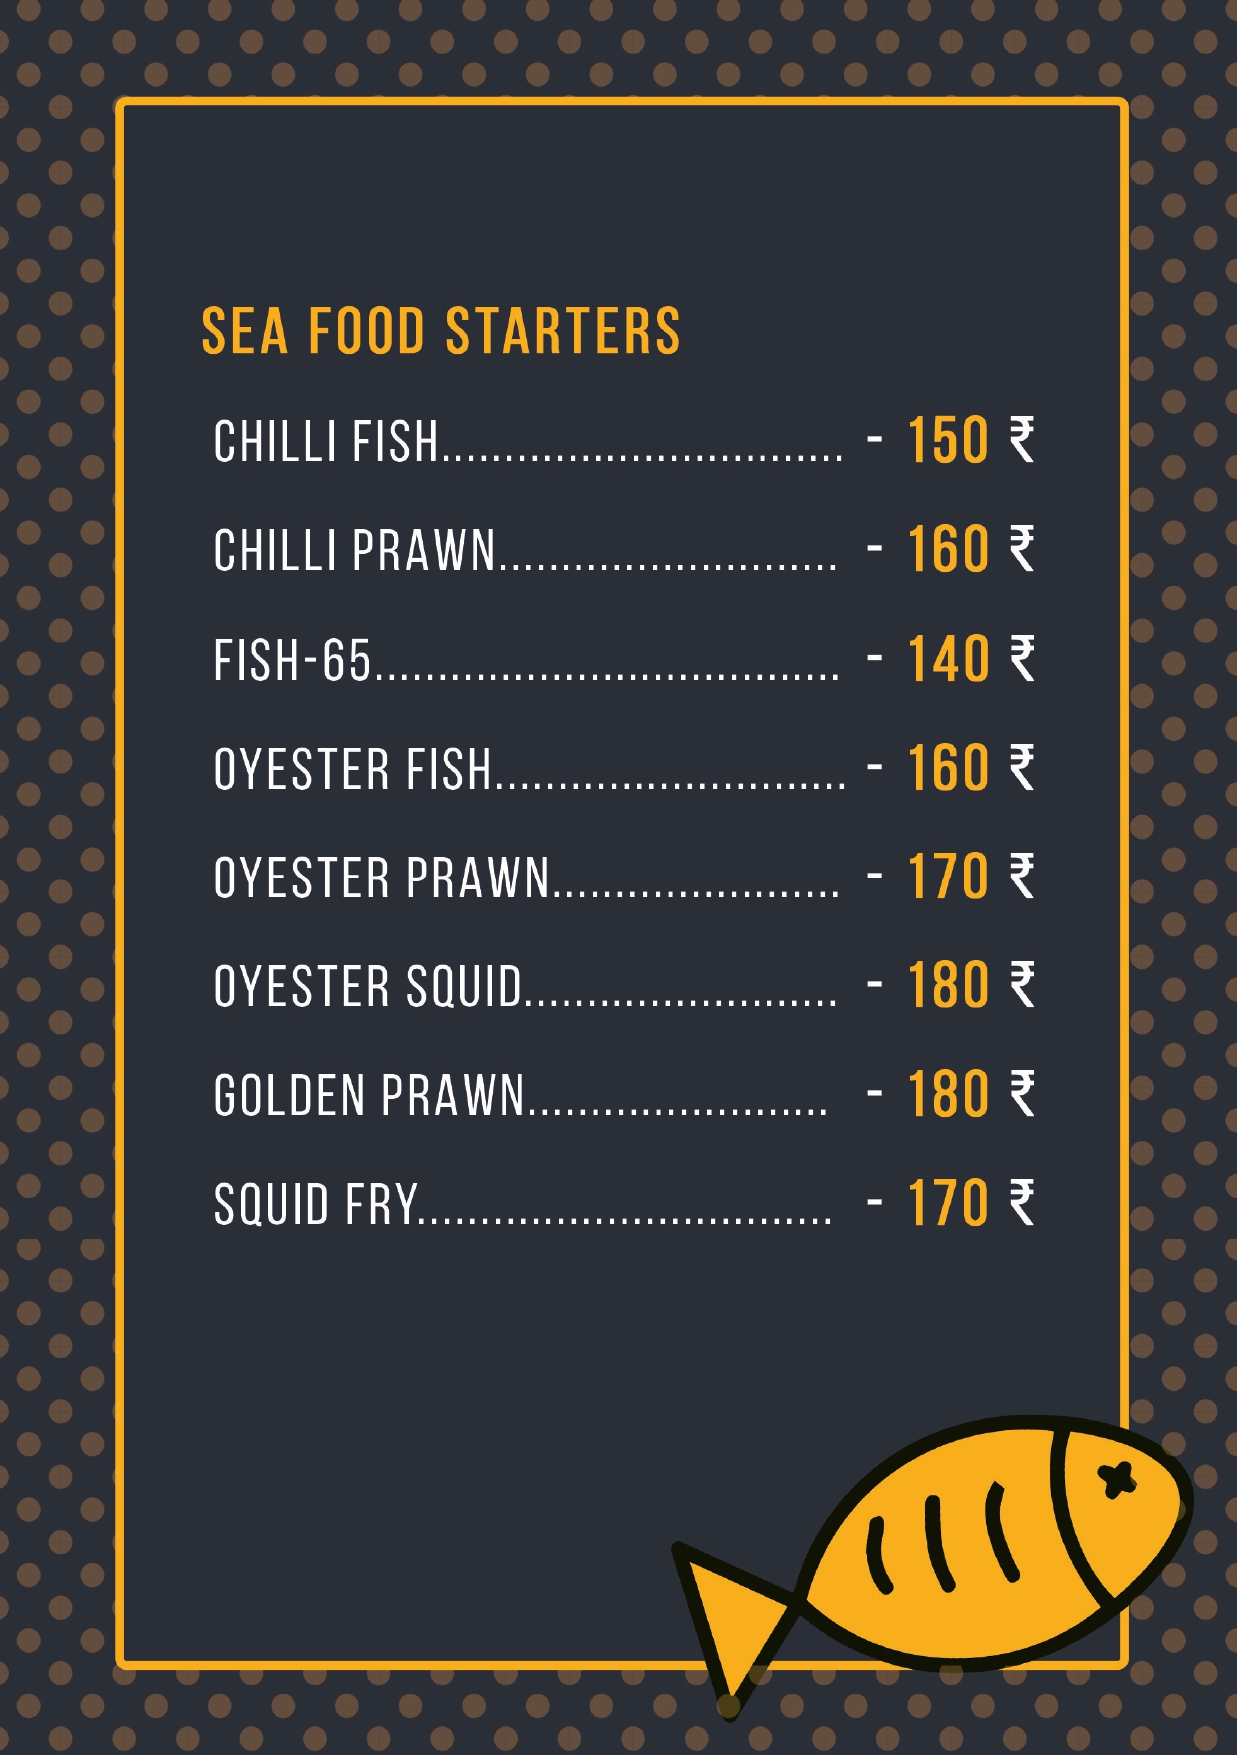 SEA FOOD STARTERS
CHILLI FISH................................ - 150 ₹
CHILLI PRAWN........................... - 160 ₹
FISH-65..................................... - 140 ₹
OYESTER FISH............................ - 160 ₹
OYESTER PRAWN....................... - 170 ₹
OYESTER SQUID......................... - 180 ₹
GOLDEN PRAWN........................ - 180 ₹
SQUID FRY................................. - 170 ₹